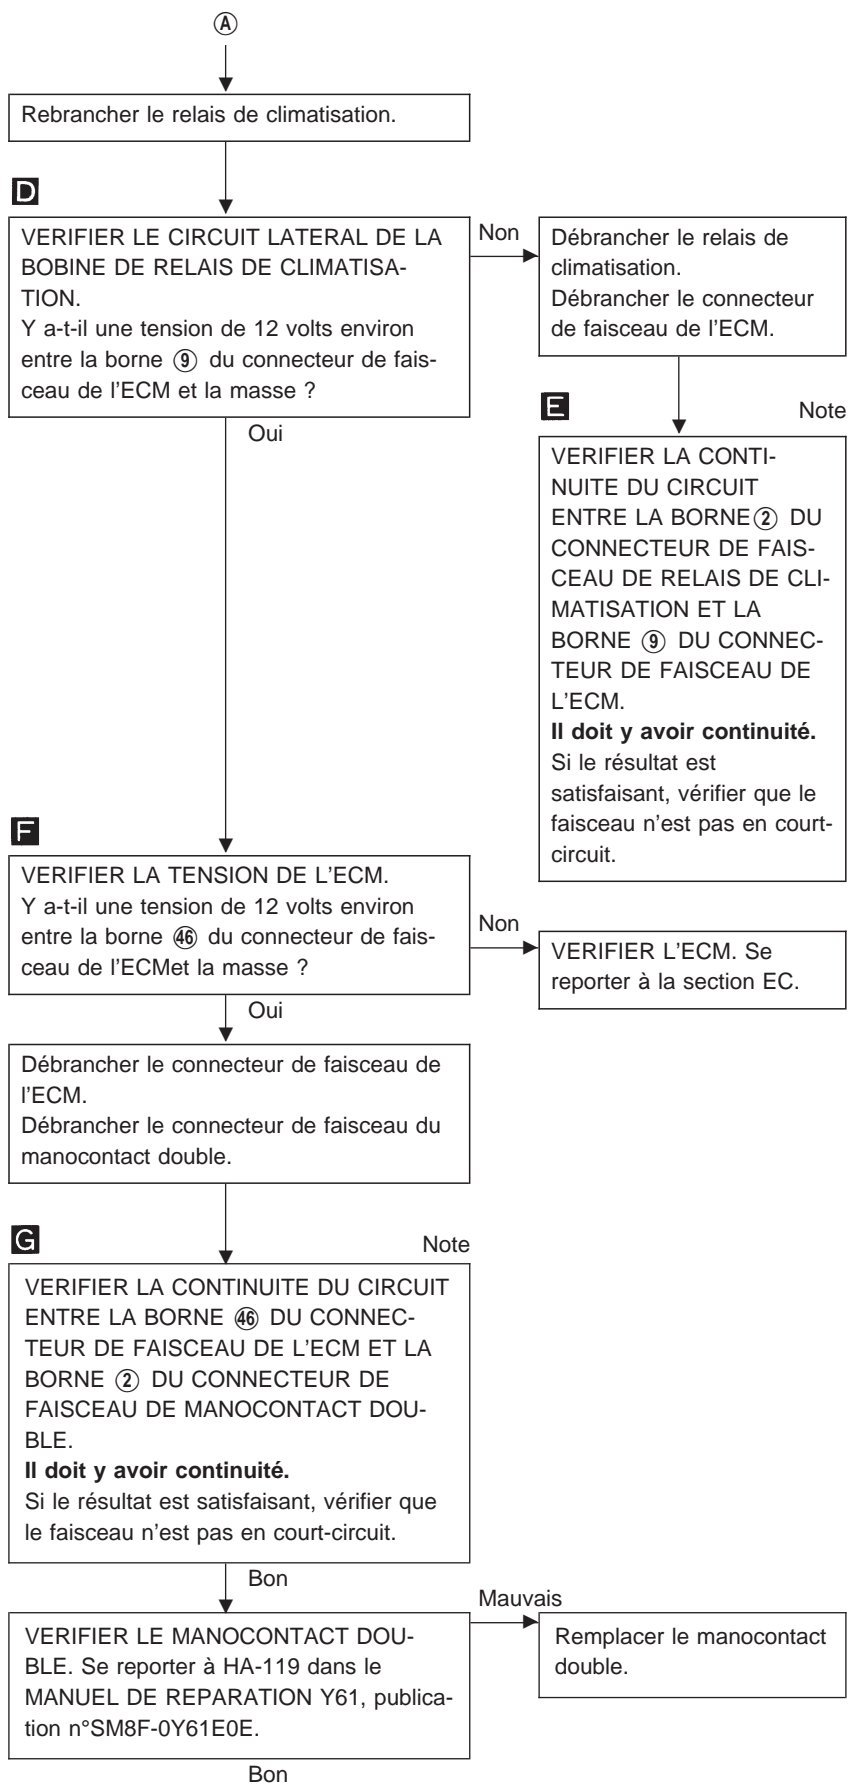 Ⓐ
Rebrancher le relais de climatisation.
D
VERIFIER LE CIRCUIT LATERAL DE LA
BOBINE DE RELAIS DE CLIMATISA-
TION.
Y a-t-il une tension de 12 volts environ
entre la borne ⑨ du connecteur de fais-
ceau de l'ECM et la masse ?
Non
Débrancher le relais de
climatisation.
Débrancher le connecteur
de faisceau de l'ECM.
Oui
E
Note
VERIFIER LA CONTI-
NUITE DU CIRCUIT
ENTRE LA BORNE② DU
CONNECTEUR DE FAIS-
CEAU DE RELAIS DE CLI-
MATISATION ET LA
BORNE ⑨ DU CONNEC-
TEUR DE FAISCEAU DE
L'ECM.
Il doit y avoir continuité.
Si le résultat est
satisfaisant, vérifier que le
faisceau n'est pas en court-
circuit.
F
VERIFIER LA TENSION DE L'ECM.
Y a-t-il une tension de 12 volts environ
entre la borne ㊻ du connecteur de fais-
ceau de l'ECMet la masse ?
Non
VERIFIER L'ECM. Se
reporter à la section EC.
Oui
Débrancher le connecteur de faisceau de
l'ECM.
Débrancher le connecteur de faisceau du
manocontact double.
G
Note
VERIFIER LA CONTINUITE DU CIRCUIT
ENTRE LA BORNE ㊻ DU CONNEC-
TEUR DE FAISCEAU DE L'ECM ET LA
BORNE ② DU CONNECTEUR DE
FAISCEAU DE MANOCONTACT DOU-
BLE.
Il doit y avoir continuité.
Si le résultat est satisfaisant, vérifier que
le faisceau n'est pas en court-circuit.
Bon
VERIFIER LE MANOCONTACT DOU-
BLE. Se reporter à HA-119 dans le
MANUEL DE REPARATION Y61, publica-
tion n°SM8F-0Y61E0E.
Mauvais
Remplacer le manocontact
double.
Bon